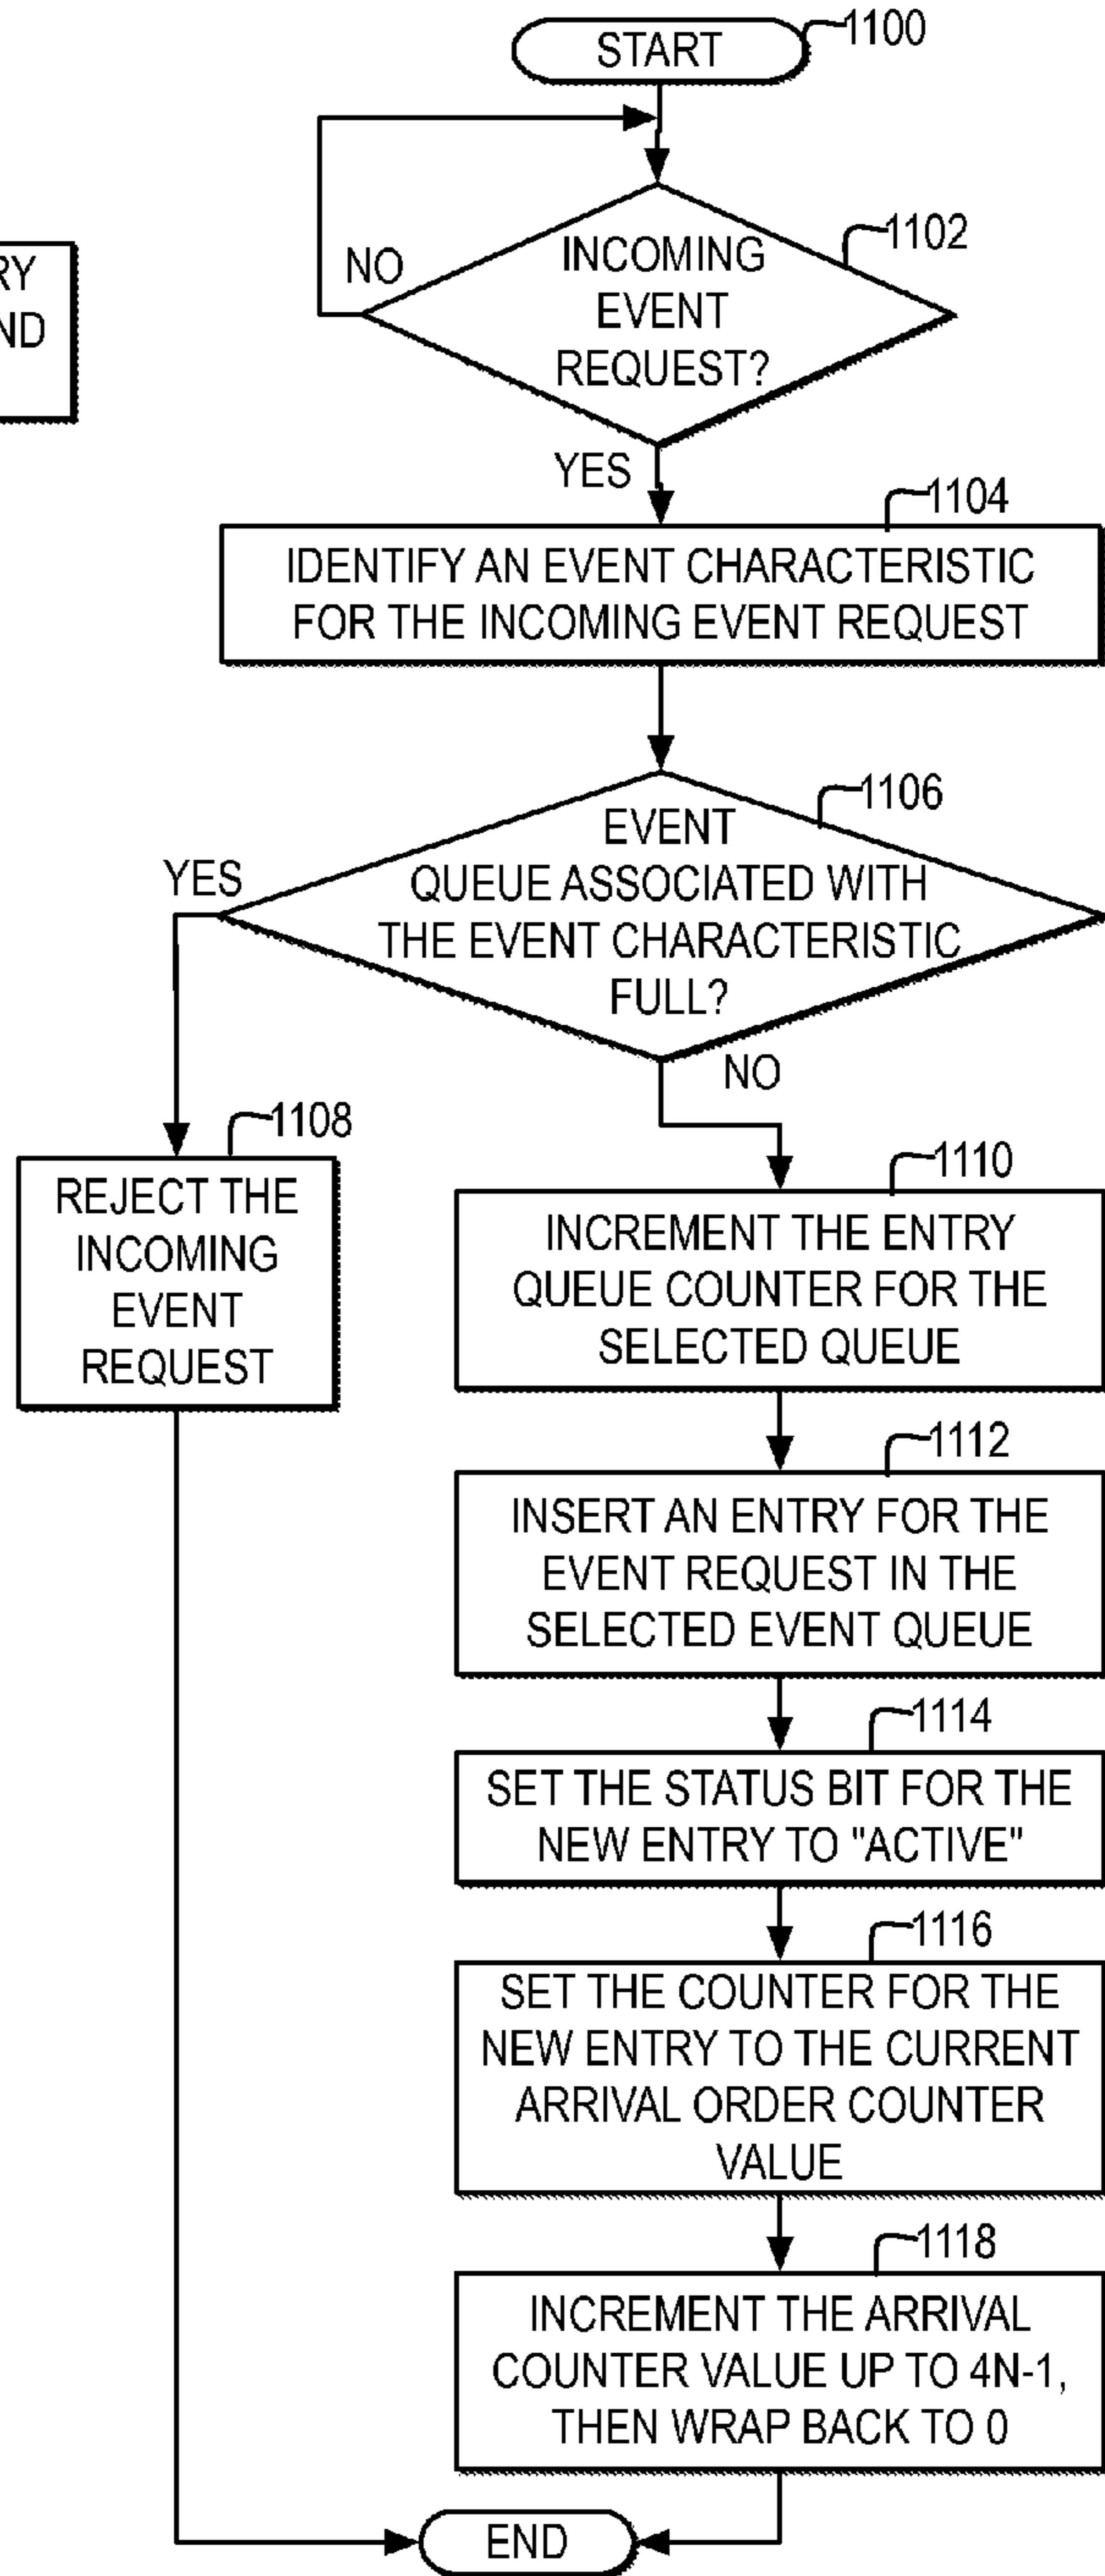 START
1100
INCOMING
EVENT
REQUEST?
1102
NO
YES
1104
IDENTIFY AN EVENT CHARACTERISTIC
FOR THE INCOMING EVENT REQUEST
1106
EVENT
QUEUE ASSOCIATED WITH
THE EVENT CHARACTERISTIC
FULL?
YES
NO
1108
REJECT THE
INCOMING
EVENT
REQUEST
1110
INCREMENT THE ENTRY
QUEUE COUNTER FOR THE
SELECTED QUEUE
1112
INSERT AN ENTRY FOR THE
EVENT REQUEST IN THE
SELECTED EVENT QUEUE
1114
SET THE STATUS BIT FOR THE
NEW ENTRY TO "ACTIVE"
1116
SET THE COUNTER FOR THE
NEW ENTRY TO THE CURRENT
ARRIVAL ORDER COUNTER
VALUE
1118
INCREMENT THE ARRIVAL
COUNTER VALUE UP TO 4N-1,
THEN WRAP BACK TO 0
END